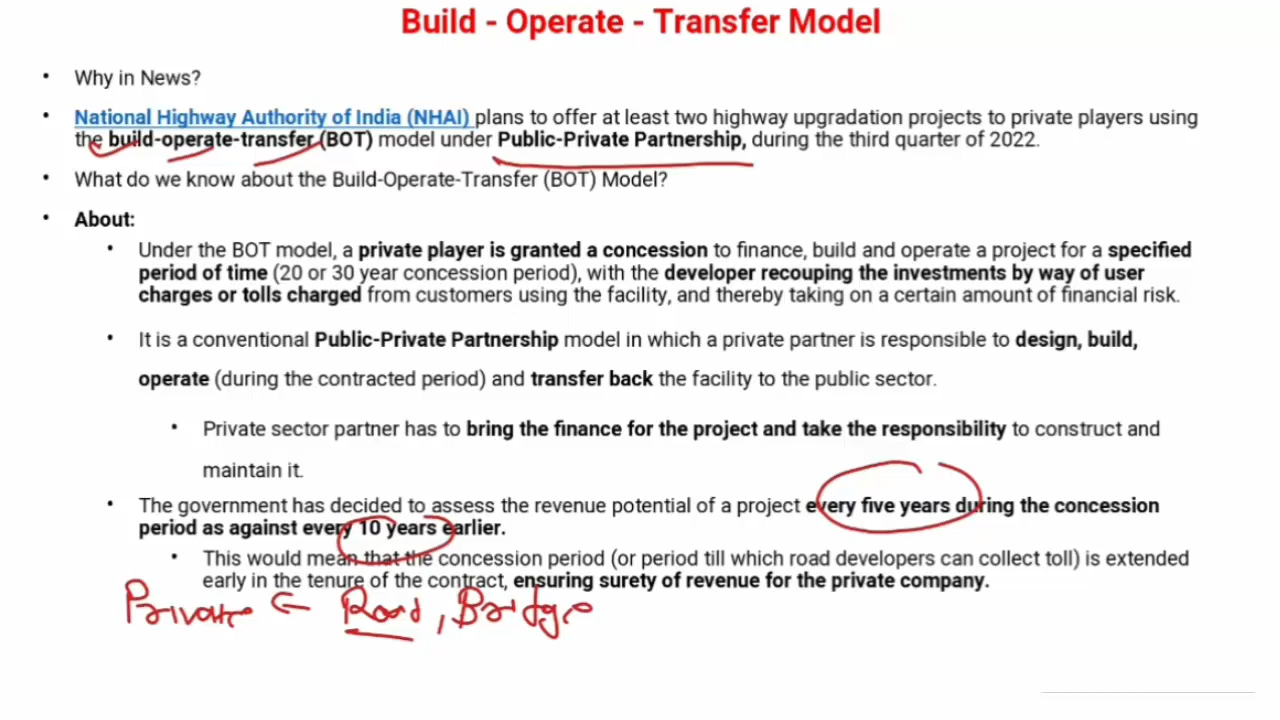 Build - Operate - Transfer Model
• Why in News?
• National Highway Authority of India (NHAI) plans to offer at least two highway upgradation projects to private players using
the build-operate-transfer (BOT) model under Public-Private Partnership, during the third quarter of 2022.
• What do we know about the Build-Operate-Transfer (BOT) Model?
• About:
• Under the BOT model, a private player is granted a concession to finance, build and operate a project for a specified
period of time (20 or 30 year concession period), with the developer recouping the investments by way of user
charges or tolls charged from customers using the facility, and thereby taking on a certain amount of financial risk.
• It is a conventional Public-Private Partnership model in which a private partner is responsible to design, build,
operate (during the contracted period) and transfer back the facility to the public sector.
• Private sector partner has to bring the finance for the project and take the responsibility to construct and
maintain it.
• The government has decided to assess the revenue potential of a project every five years during the concession
period as against every 10 years earlier.
• This would mean that the concession period (or period till which road developers can collect toll) is extended
early in the tenure of the contract, ensuring surety of revenue for the private company.
Private ← Road, Bridge